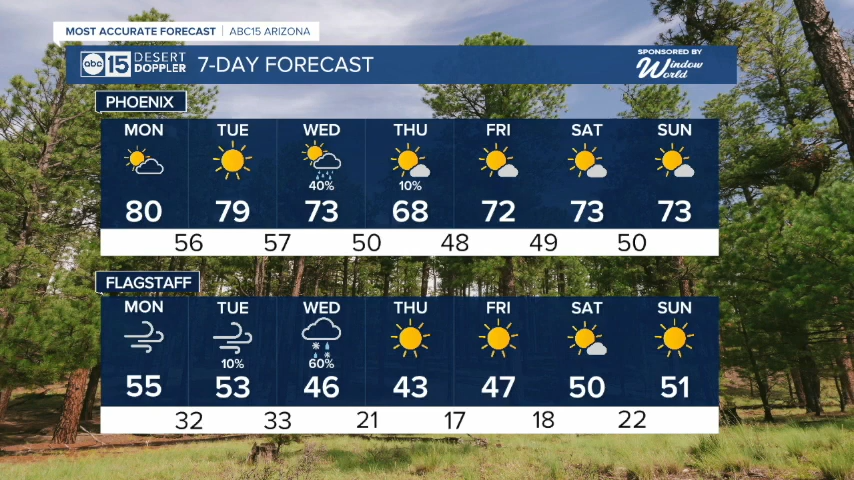 MOST ACCURATE FORECAST | ABC15 ARIZONA
abc 15 DESERT DOPPLER 7-DAY FORECAST
SPONSORED BY
Window World
PHOENIX
MON TUE WED THU FRI SAT SUN
40% 10%
80 79 73 68 72 73 73
56 57 50 48 49 50
FLAGSTAFF
MON TUE WED THU FRI SAT SUN
10% 60%
55 53 46 43 47 50 51
32 33 21 17 18 22